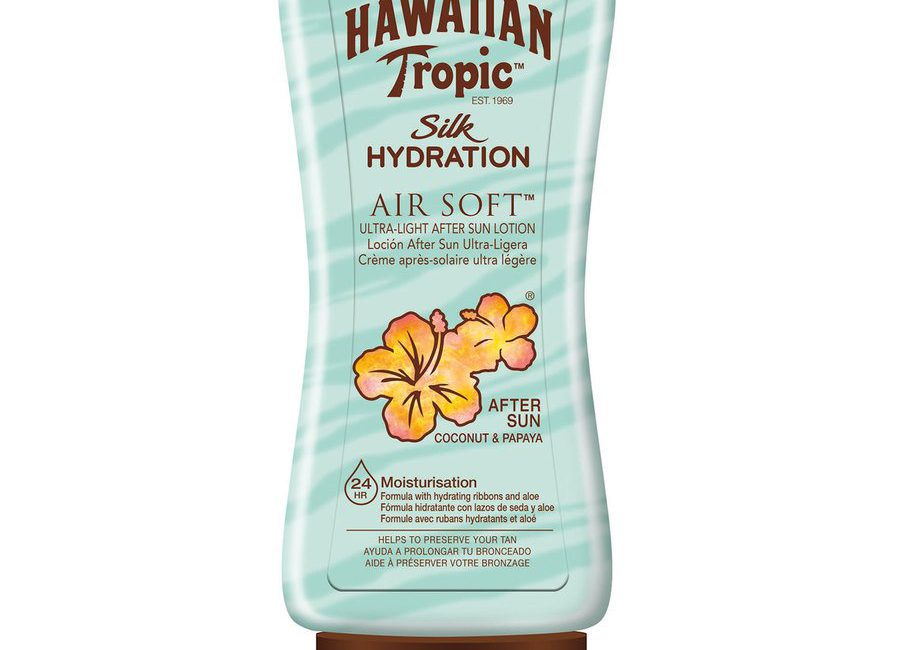 HAWAIIAN
Tropic™
EST. 1969
Silk
HYDRATION
AIR SOFT™
ULTRA-LIGHT AFTER SUN LOTION
Loción After Sun Ultra-Ligera
Crème après-solaire ultra légère
®
AFTER
SUN
COCONUT & PAPAYA
24
HR
Moisturisation
Formula with hydrating ribbons and aloe
Fórmula hidratante con lazos de seda y aloe
Formule avec rubans hydratants et aloé
HELPS TO PRESERVE YOUR TAN
AYUDA A PROLONGAR TU BRONCEADO
AIDE À PRÉSERVER VOTRE BRONZAGE